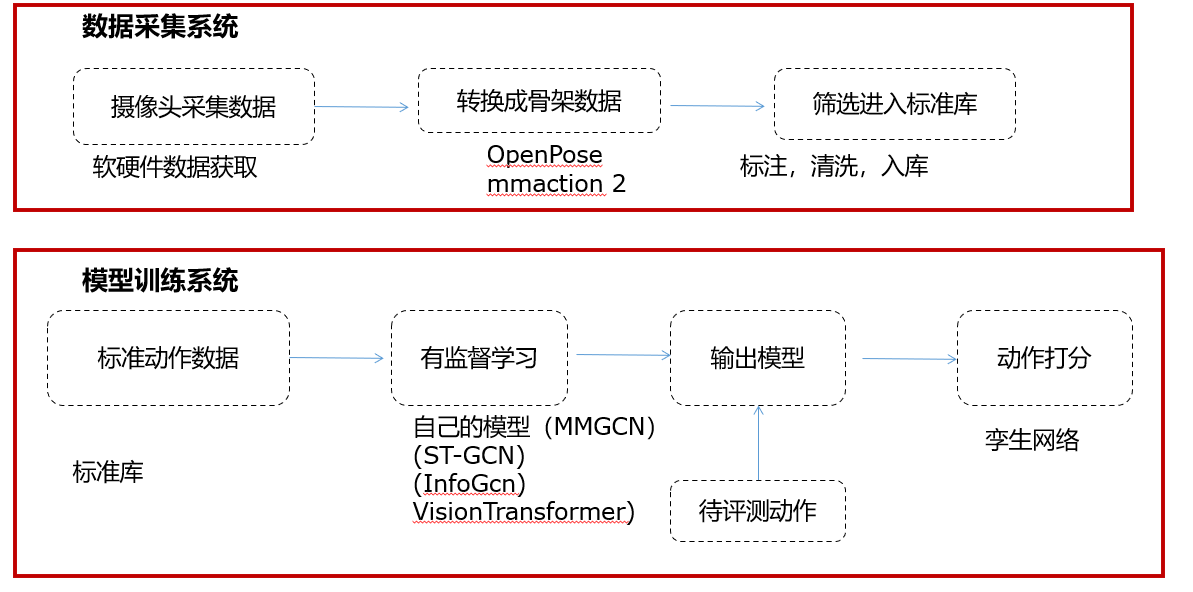 数据采集系统
摄像头采集数据
转换成骨架数据
筛选进入标准库
软硬件数据获取
OpenPose
mmaction 2
标注，清洗，入库
模型训练系统
标准动作数据
有监督学习
输出模型
动作打分
自己的模型（MMGCN）
(ST-GCN)
(InfoGcn)
VisionTransformer)
孪生网络
标准库
待评测动作